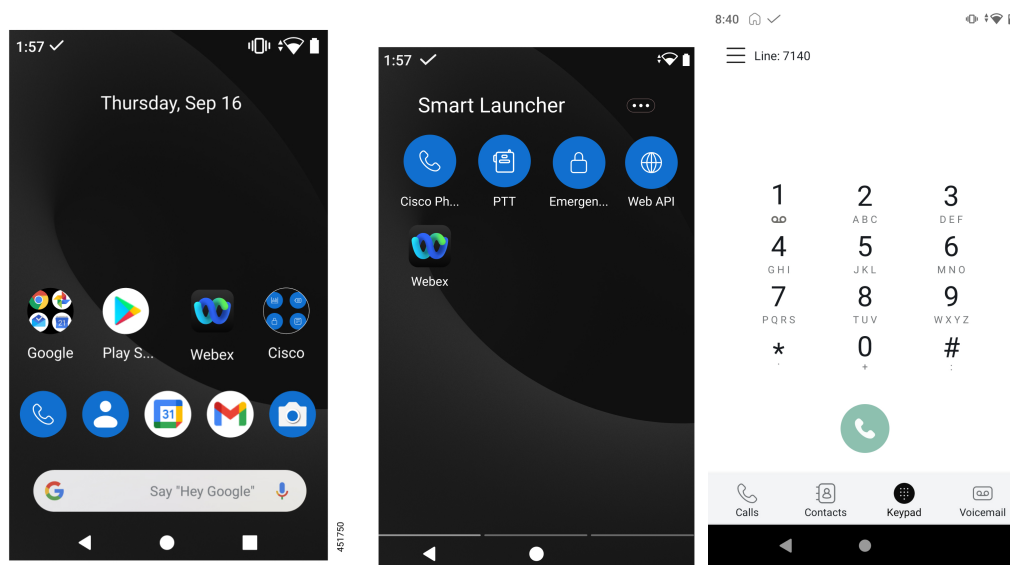 1:57
Thursday, Sep 16
Google
Play S...
Webex
Cisco
31
Say "Hey Google"
451750
1:57
Smart Launcher
Cisco Ph...
PTT
Emergen...
Web API
Webex
8:40
Line: 7140
1 2 3
ABC DEF
4 5 6
GHI JKL MNO
7 8 9
PQRS TUV WXYZ
* 0 #
+
Calls
Contacts
Keypad
Voicemail